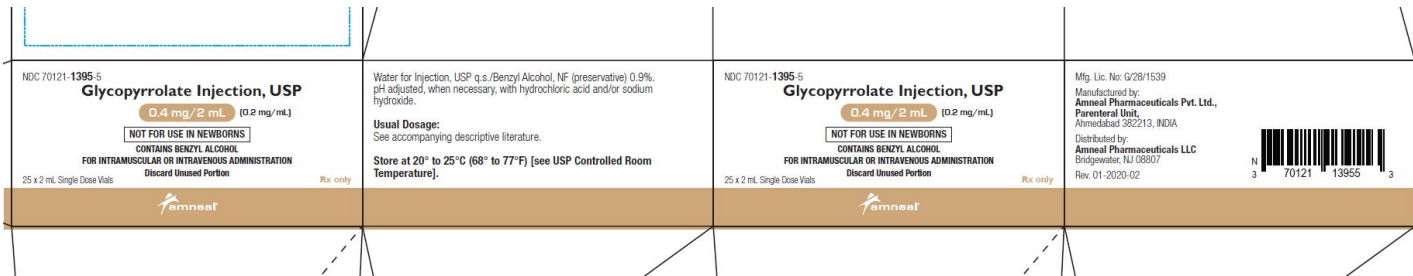 NDC 70121-1395-5
Glycopyrrolate Injection, USP
0.4 mg/2 mL (0.2 mg/mL)
NOT FOR USE IN NEWBORNS
CONTAINS BENZYL ALCOHOL
FOR INTRAMUSCULAR OR INTRAVENOUS ADMINISTRATION
Discard Unused Portion
25 x 2 mL Single Dose Vials
Rx only
amneal
Water for Injection, USP q.s./Benzyl Alcohol, NF (preservative) 0.9%.
pH adjusted, when necessary, with hydrochloric acid and/or sodium
hydroxide.
Usual Dosage:
See accompanying descriptive literature.
Store at 20° to 25°C (68° to 77°F) [see USP Controlled Room
Temperature].
NDC 70121-1395-5
Glycopyrrolate Injection, USP
0.4 mg/2 mL (0.2 mg/mL)
NOT FOR USE IN NEWBORNS
CONTAINS BENZYL ALCOHOL
FOR INTRAMUSCULAR OR INTRAVENOUS ADMINISTRATION
Discard Unused Portion
25 x 2 mL Single Dose Vials
Rx only
amneal
Mfg. Lic. No: G/28/1539
Manufactured by:
Amneal Pharmaceuticals Pvt. Ltd.,
Parenteral Unit,
Ahmedabad 382213, INDIA
Distributed by:
Amneal Pharmaceuticals LLC
Bridgewater, NJ 08807
Rev. 01-2020-02
N
3 70121 13955 3